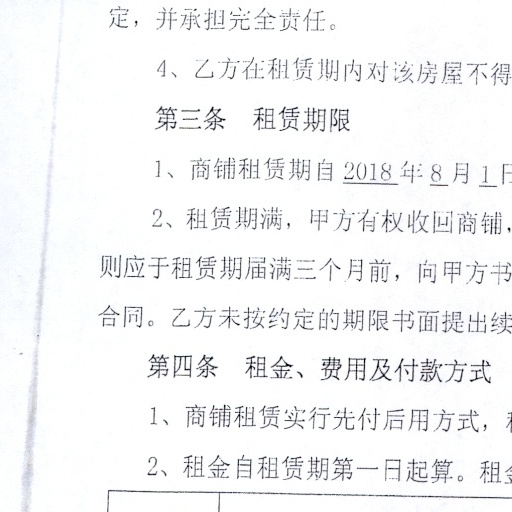 定，并承担完全责任。
4、乙方在租赁期内对该房屋不得
第三条 租赁期限
1、商铺租赁期自 2018 年 8 月 1 日
2、租赁期满，甲方有权收回商铺，
则应于租赁期届满三个月前，向甲方书
合同。乙方未按约定的期限书面提出续
第四条 租金、费用及付款方式
1、商铺租赁实行先付后用方式，
2、租金自租赁期第一日起算。租金